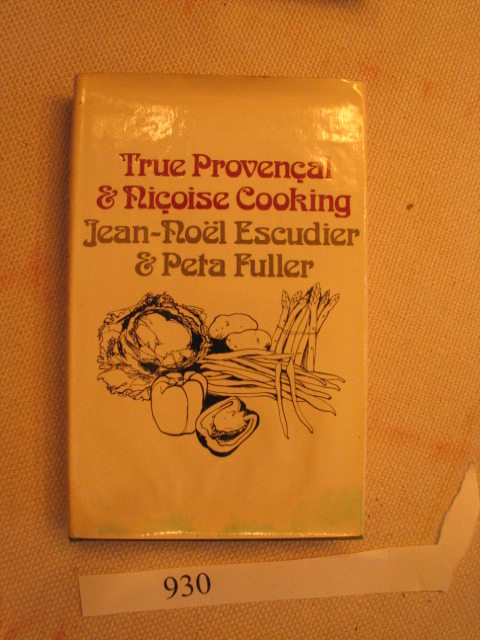 True Provençal
& Niçoise Cooking
Jean-Noël Escudier
& Peta Fuller
930